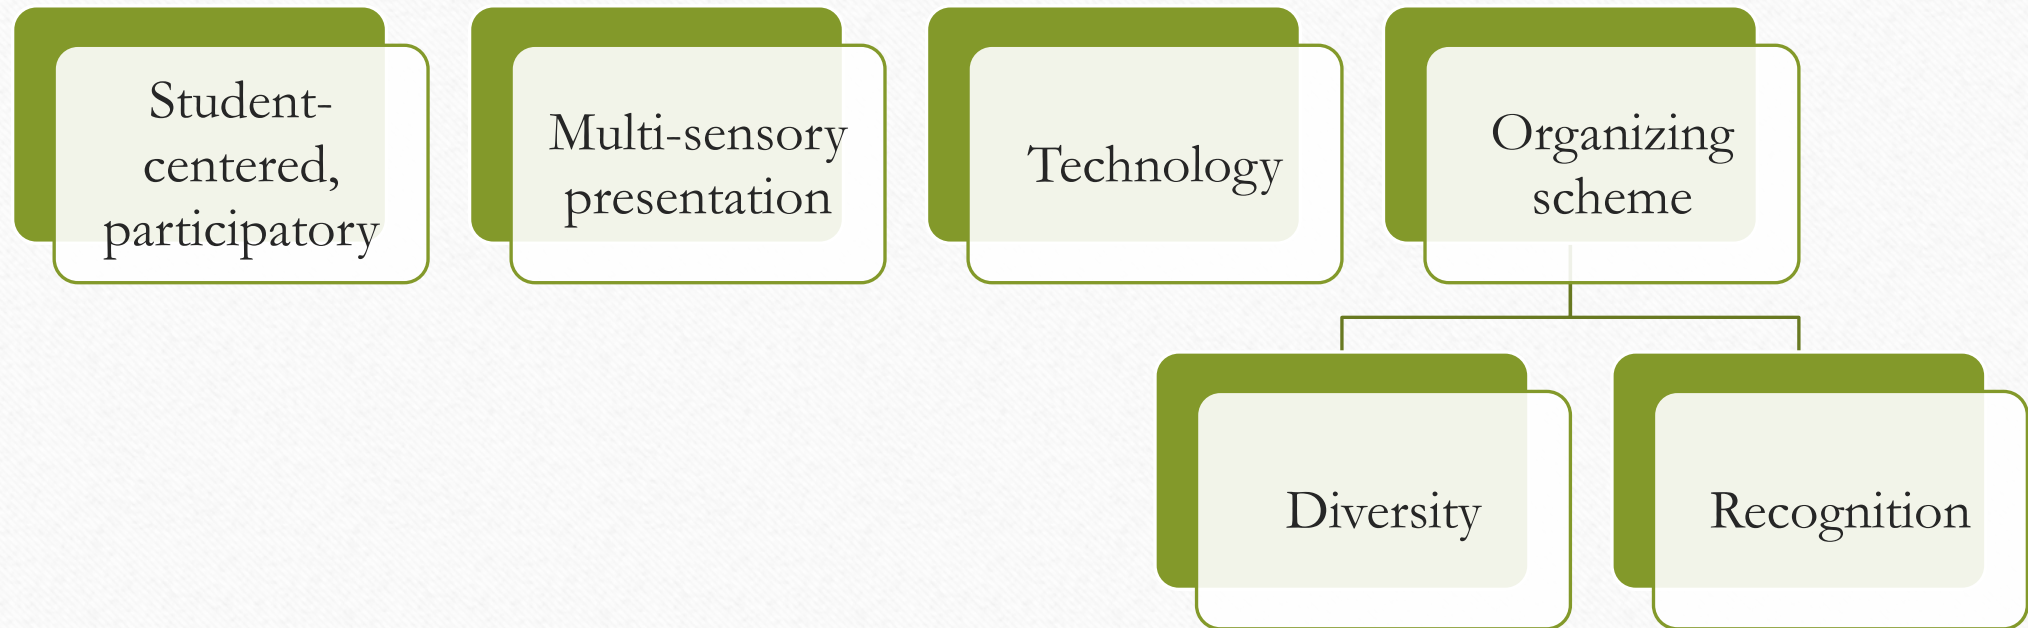 Student-
centered,
participatory
Multi-sensory
presentation
Technology
Organizing
scheme
Diversity
Recognition